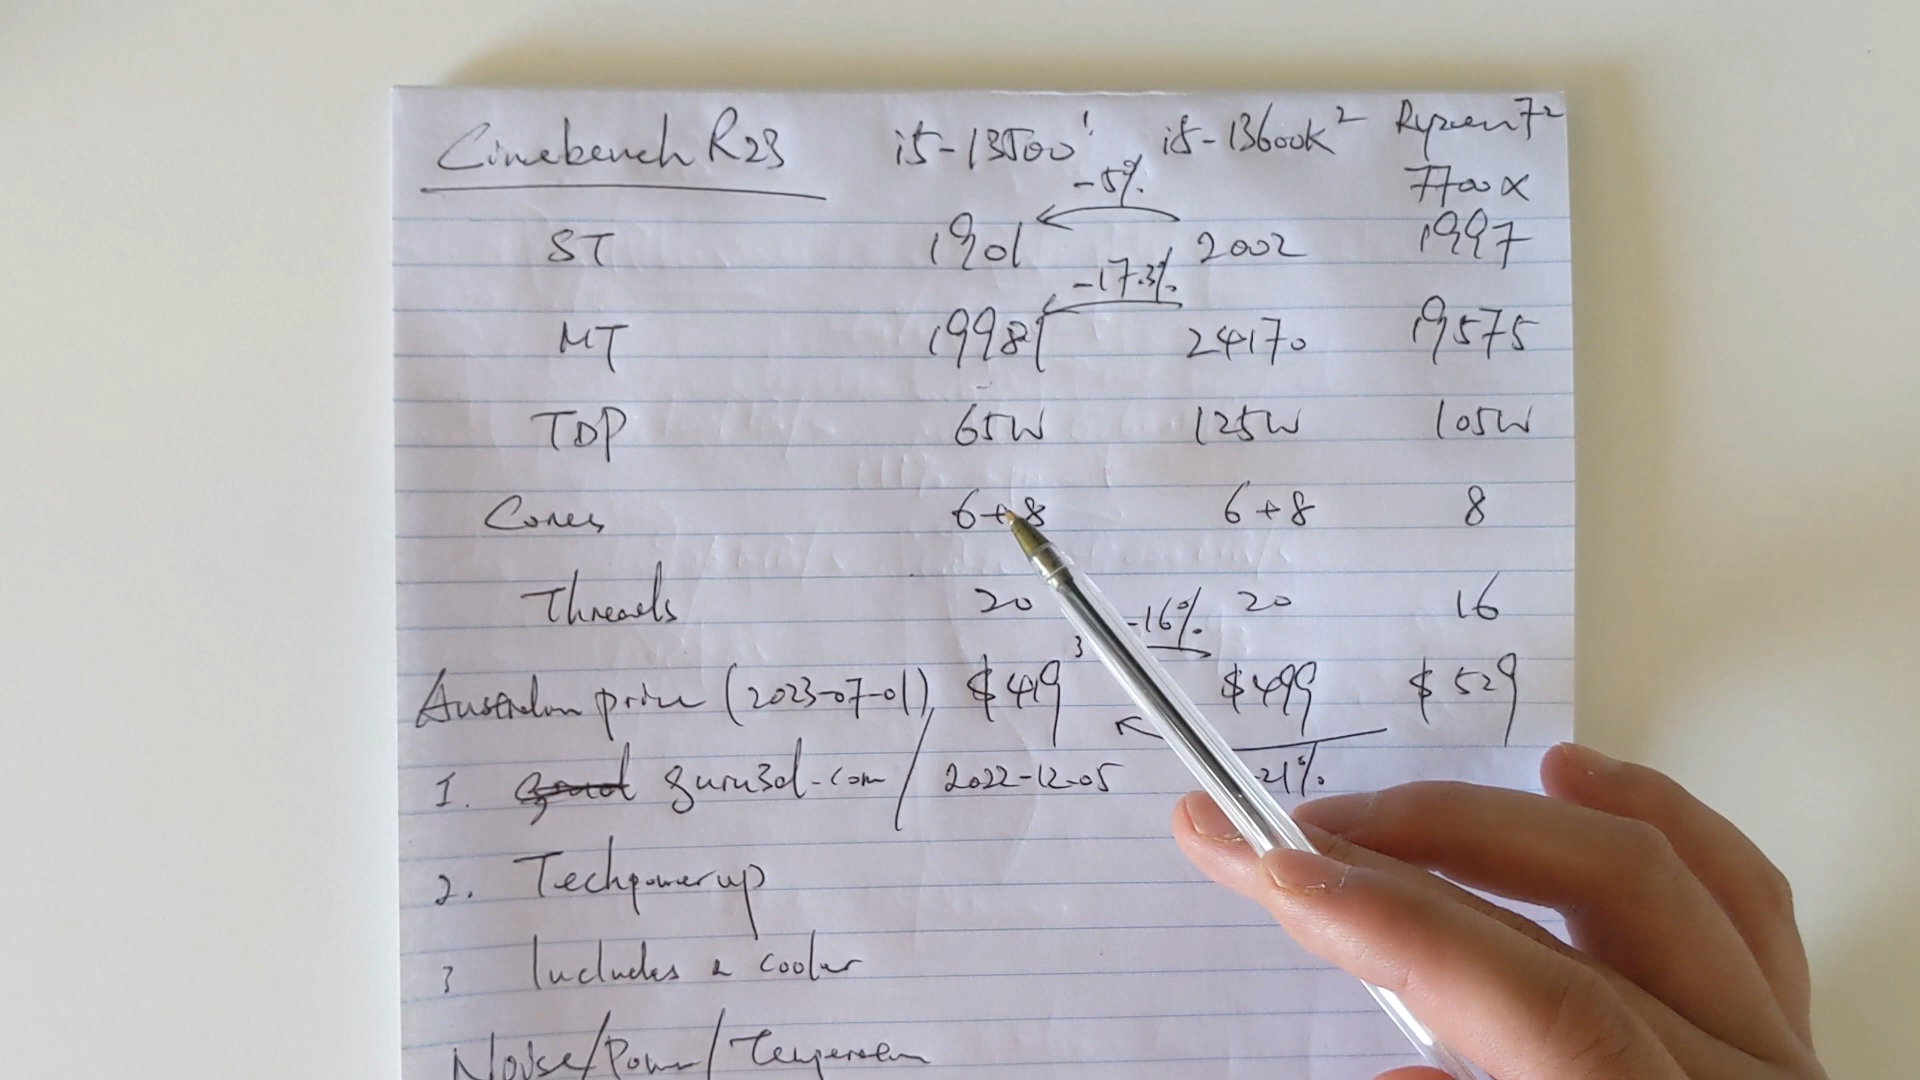 Cinebench R23 i5-13500¹ i5-13600K² Ryzen 7²
7700X
-5%
ST 1901 2002 1997
-17.3%
MT 19981 24170 19575
TDP 65W 125W 105W
Cores 6+8 6+8 8
Threads 20 20 16
-16%
Australian price (2023-07-01) $419³ $499 $529
1. guru3d.com / 2022-12-05 -21%
2. Techpowerup
3 Includes a cooler
Noise/Power/Temperature